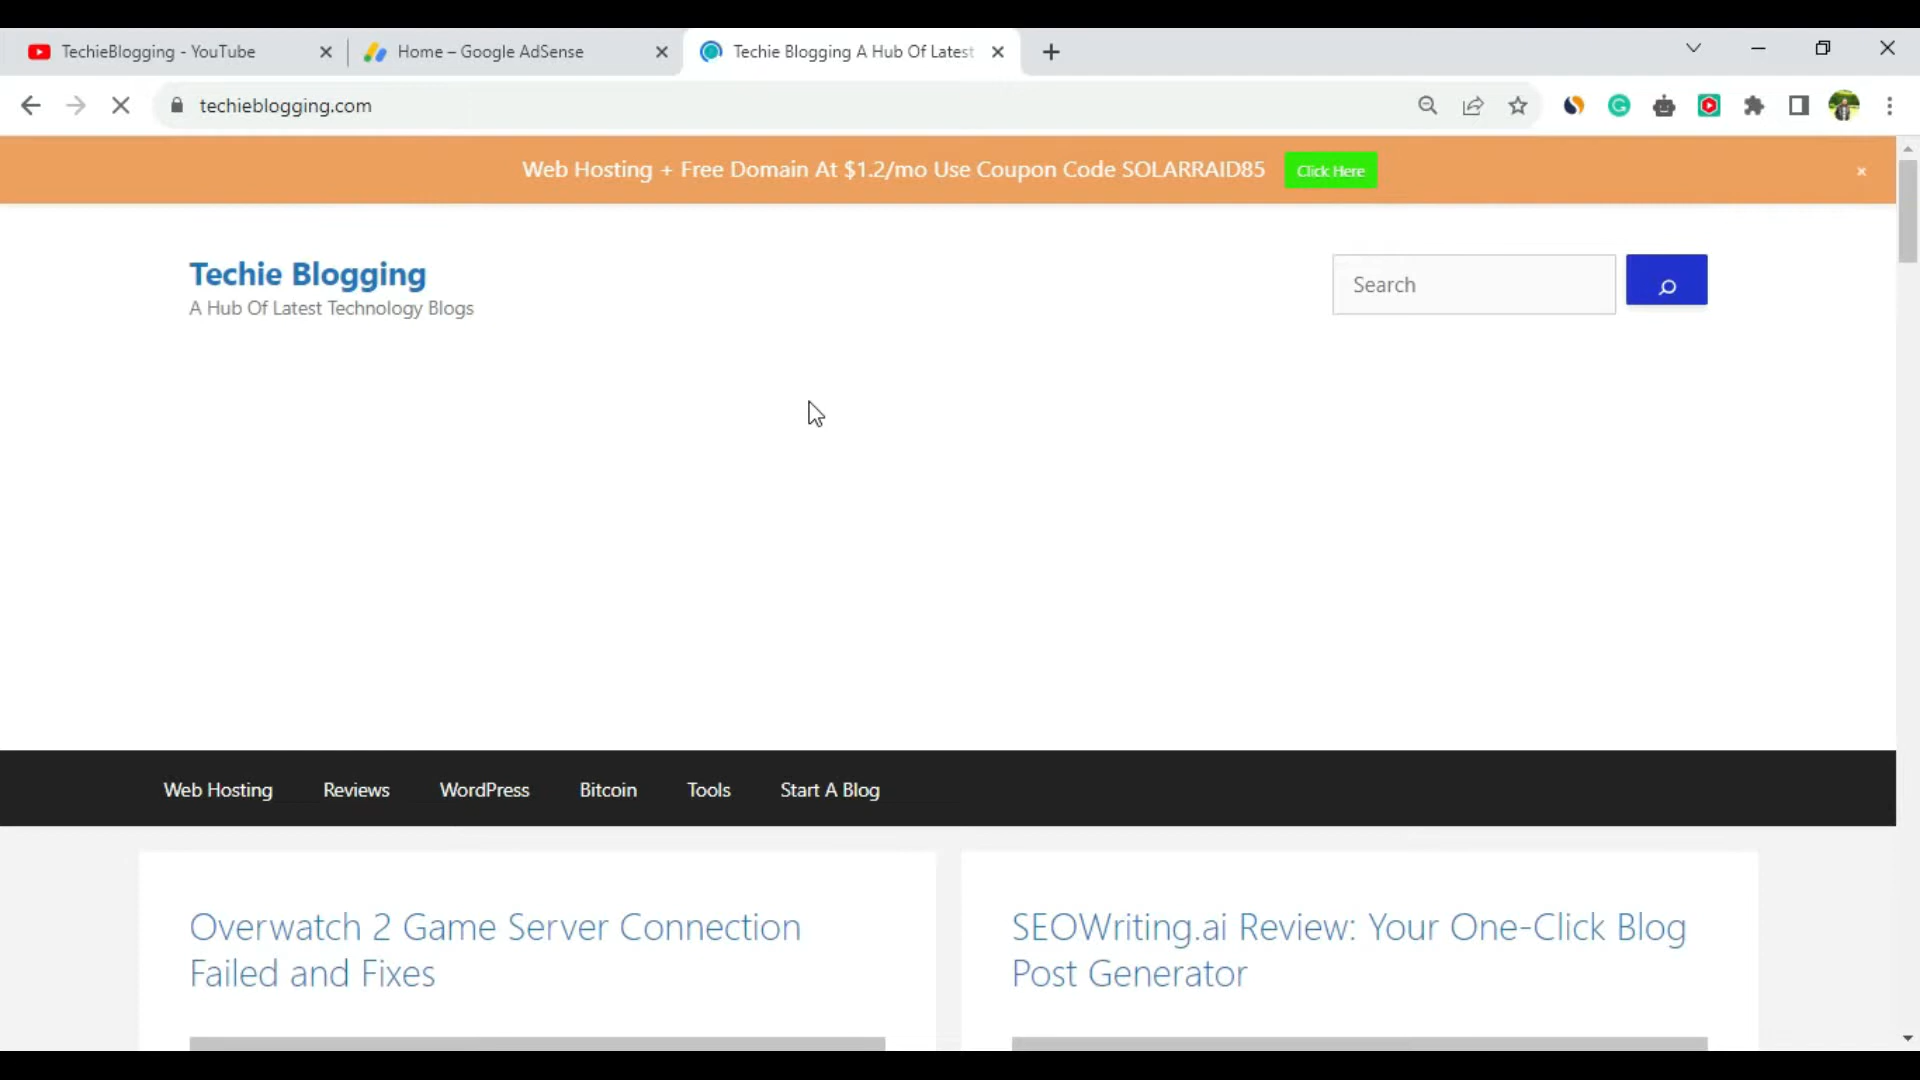 TechieBlogging - YouTube
Home – Google AdSense
Techie Blogging A Hub Of Latest
techieblogging.com
Web Hosting + Free Domain At $1.2/mo Use Coupon Code SOLARRAID85
Click Here
Techie Blogging
A Hub Of Latest Technology Blogs
Search
Web Hosting
Reviews
WordPress
Bitcoin
Tools
Start A Blog
Overwatch 2 Game Server Connection
Failed and Fixes
SEOWriting.ai Review: Your One-Click Blog
Post Generator